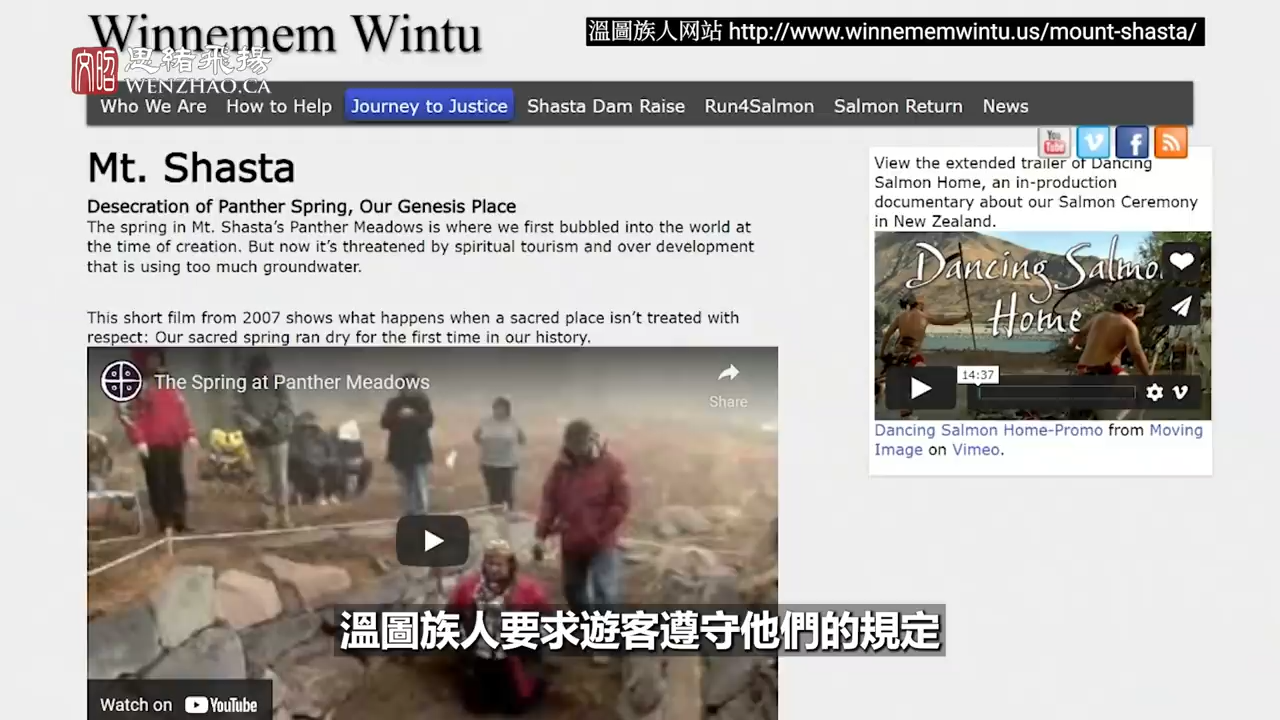 Winnemem Wintu
溫圖族人网站 http://www.winnememwintu.us/mount-shasta/
文昭
思緒飛揚
WENZHAO.CA
Who We Are How to Help Journey to Justice Shasta Dam Raise Run4Salmon Salmon Return News
You
Tube
Mt. Shasta
Desecration of Panther Spring, Our Genesis Place
The spring in Mt. Shasta’s Panther Meadows is where we first bubbled into the world at
the time of creation. But now it’s threatened by spiritual tourism and over development
that is using too much groundwater.
This short film from 2007 shows what happens when a sacred place isn’t treated with
respect: Our sacred spring ran dry for the first time in our history.
The Spring at Panther Meadows
Share
Watch on YouTube
View the extended trailer of Dancing
Salmon Home, an in-production
documentary about our Salmon Ceremony
in New Zealand.
Dancing Salmo
Home
14:37
Dancing Salmon Home-Promo from Moving
Image on Vimeo.
溫圖族人要求遊客遵守他們的規定